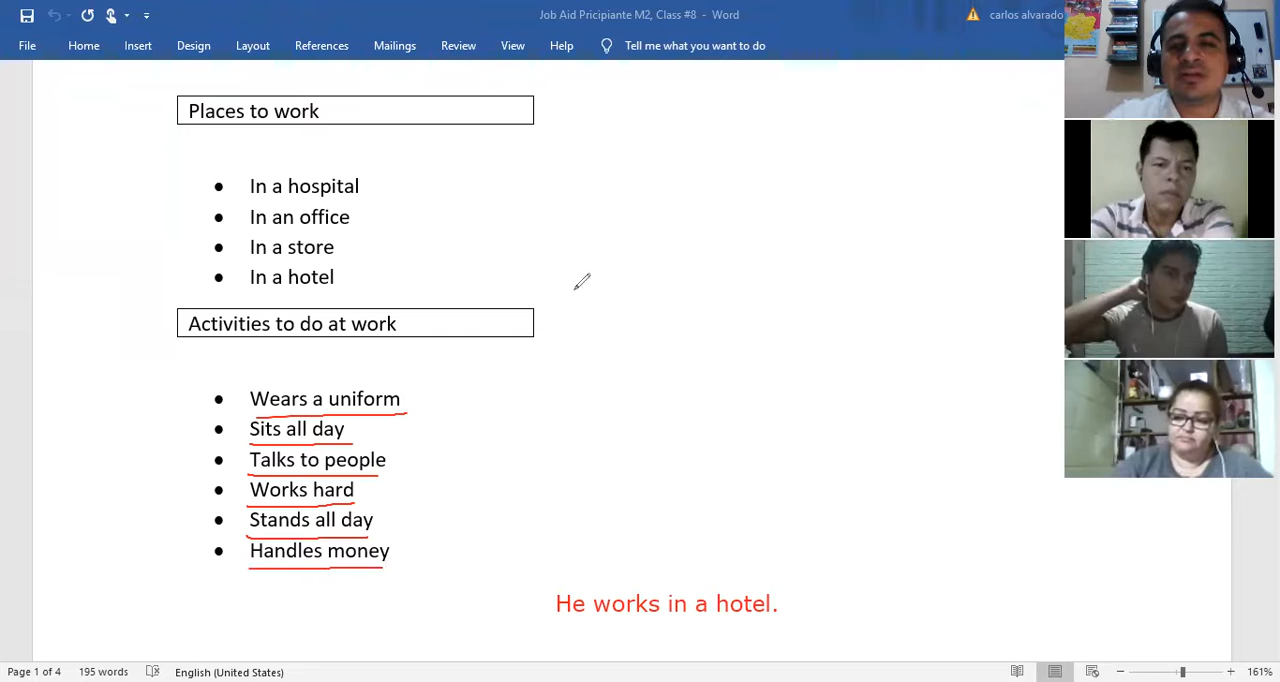 Job Aid Pricipiante M2, Class #8 - Word
carlos alvarado
File Home Insert Design Layout References Mailings Review View Help Tell me what you want to do
Places to work
• In a hospital
• In an office
• In a store
• In a hotel
Activities to do at work
• Wears a uniform
• Sits all day
• Talks to people
• Works hard
• Stands all day
• Handles money
He works in a hotel.
Page 1 of 4 195 words English (United States) 161%